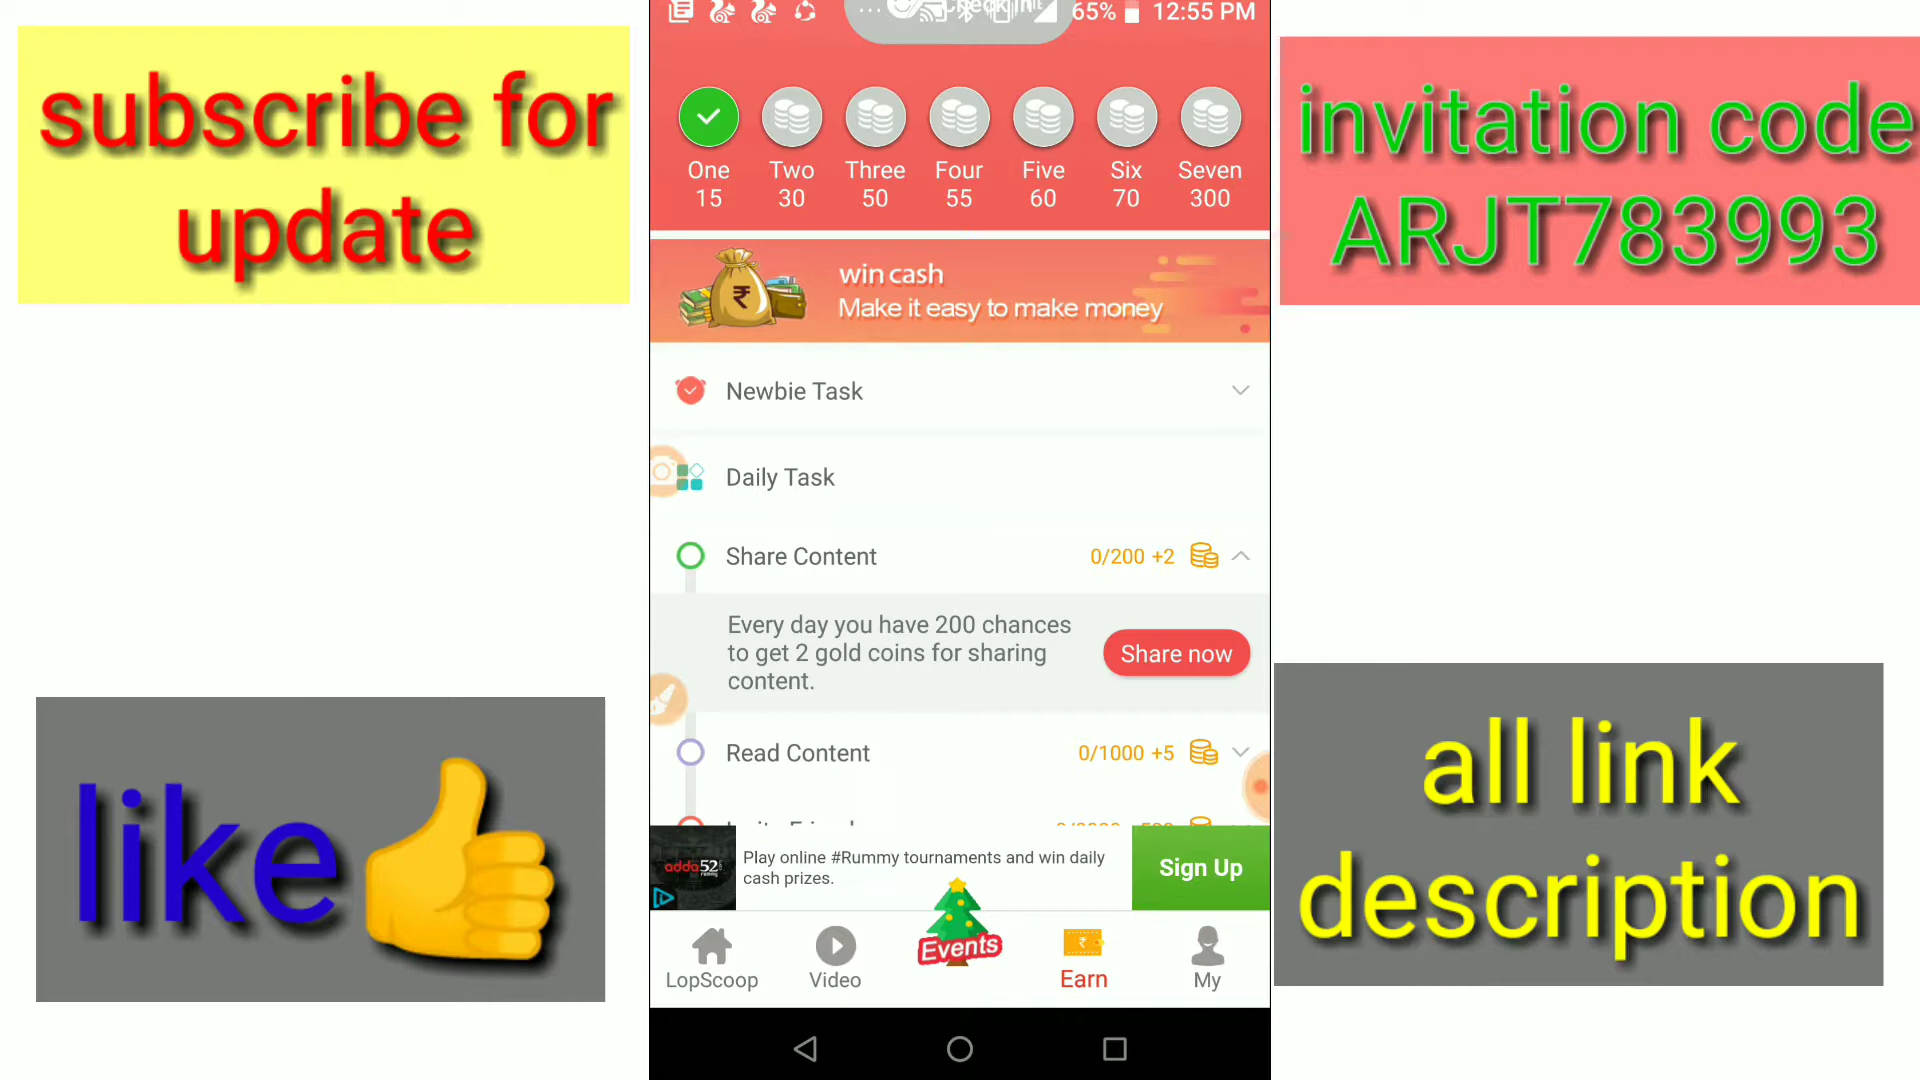 subscribe for
update
invitation code
ARJT783993
65% 12:55 PM
One
15
Two
30
Three
50
Four
55
Five
60
Six
70
Seven
300
₹
win cash
Make it easy to make money
Newbie Task
Daily Task
Share Content
0/200 +2
Every day you have 200 chances
to get 2 gold coins for sharing
content.
Share now
Read Content
0/1000 +5
adda52
Play online #Rummy tournaments and win daily
cash prizes.
Sign Up
LopScoop
Video
Events
Earn
My
like
all link
description